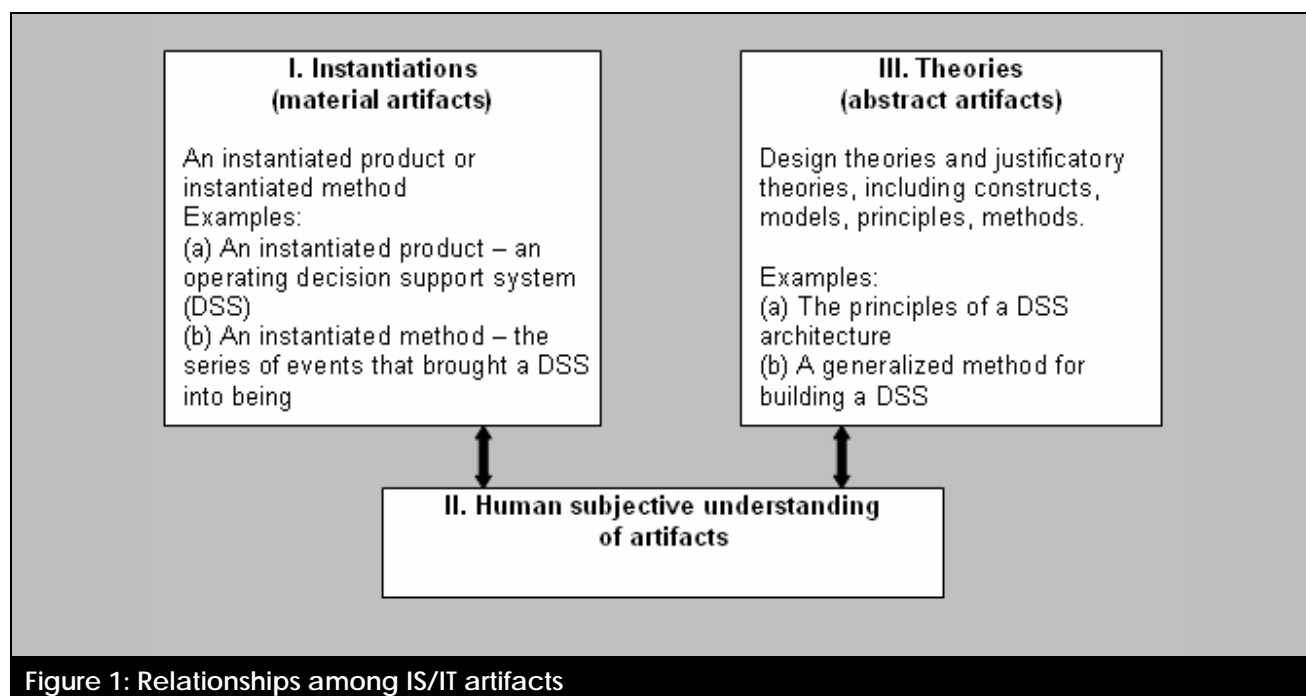 I. Instantiations
(material artifacts)
An instantiated product or
instantiated method
Examples:
(a) An instantiated product – an
operating decision support system
(DSS)
(b) An instantiated method – the
series of events that brought a DSS
into being
III. Theories
(abstract artifacts)
Design theories and justificatory
theories, including constructs,
models, principles, methods.
Examples:
(a) The principles of a DSS
architecture
(b) A generalized method for
building a DSS
II. Human subjective understanding
of artifacts
Figure 1: Relationships among IS/IT artifacts